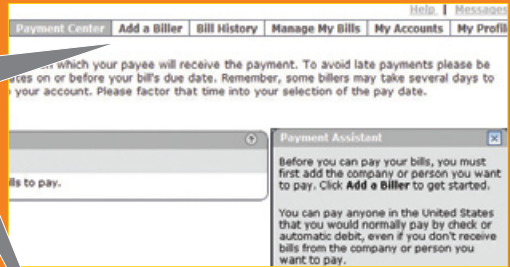 Help | Messages
Payment Center Add a Biller Bill History Manage My Bills My Accounts My Profil
on which your payee will receive the payment. To avoid late payments please be
ates on or before your bill's due date. Remember, some billers may take several days to
your account. Please factor that time into your selection of the pay date.
ills to pay.
Payment Assistant
Before you can pay your bills, you must
first add the company or person you want
to pay. Click Add a Biller to get started.
You can pay anyone in the United States
that you would normally pay by check or
automatic debit, even if you don't receive
bills from the company or person you
want to pay.